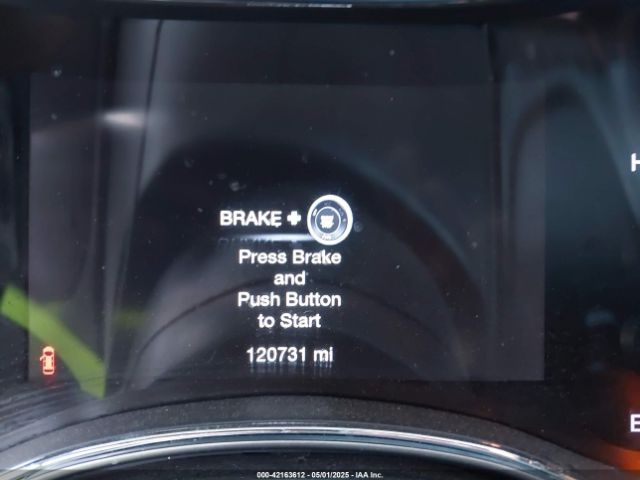 H
BRAKE +
Press Brake
and
Push Button
to Start
120731 mi
E
000-42163612 - 05/01/2025 - IAA Inc.